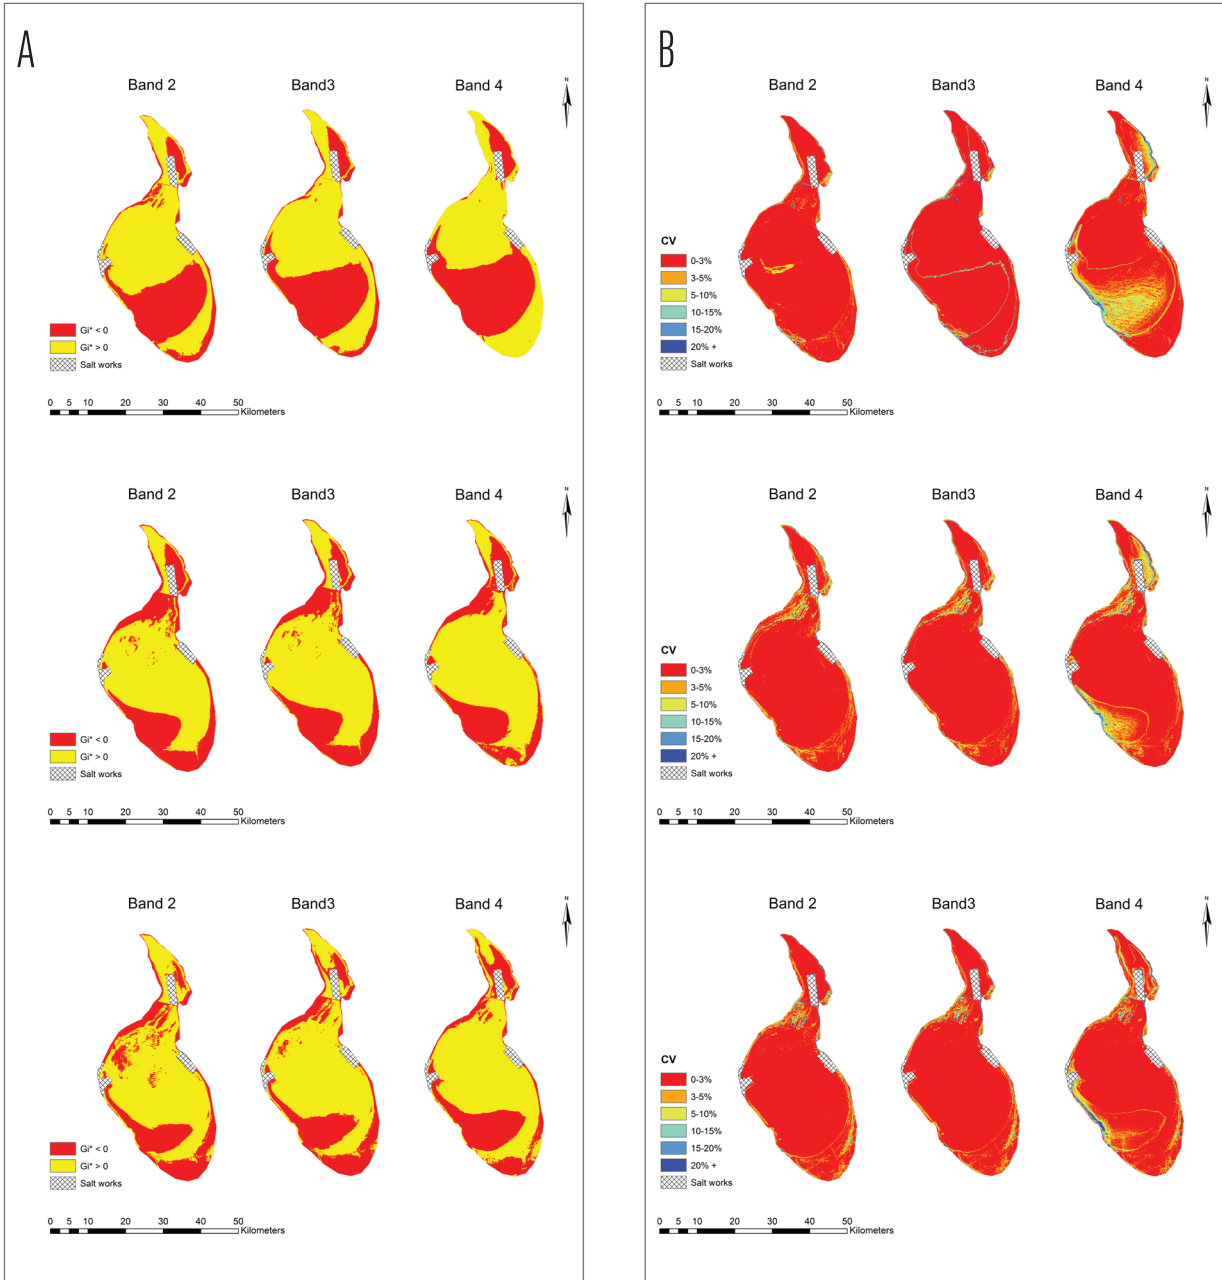 A
Band 2 Band3 Band 4
N
Gi* < 0
Gi* > 0
Salt works
0 5 10 20 30 40 50
Kilometers
Band 2 Band3 Band 4
N
Gi* < 0
Gi* > 0
Salt works
0 5 10 20 30 40 50
Kilometers
Band 2 Band3 Band 4
N
Gi* < 0
Gi* > 0
Salt works
0 5 10 20 30 40 50
Kilometers
B
Band 2 Band3 Band 4
N
CV
0-3%
3-5%
5-10%
10-15%
15-20%
20% +
Salt works
0 5 10 20 30 40 50
Kilometers
Band 2 Band3 Band 4
N
CV
0-3%
3-5%
5-10%
10-15%
15-20%
20% +
Salt works
0 5 10 20 30 40 50
Kilometers
Band 2 Band3 Band 4
N
CV
0-3%
3-5%
5-10%
10-15%
15-20%
20% +
Salt works
0 5 10 20 30 40 50
Kilometers